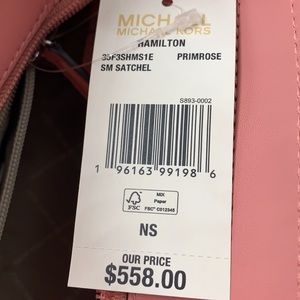 MICHAEL
MICHAEL KORS
HAMILTON
35F3SHMS1E PRIMROSE
SM SATCHEL
S893-0002
1 96163 99198 6
FSC
MIX
Paper
FSC® C012345
NS
OUR PRICE
$558.00